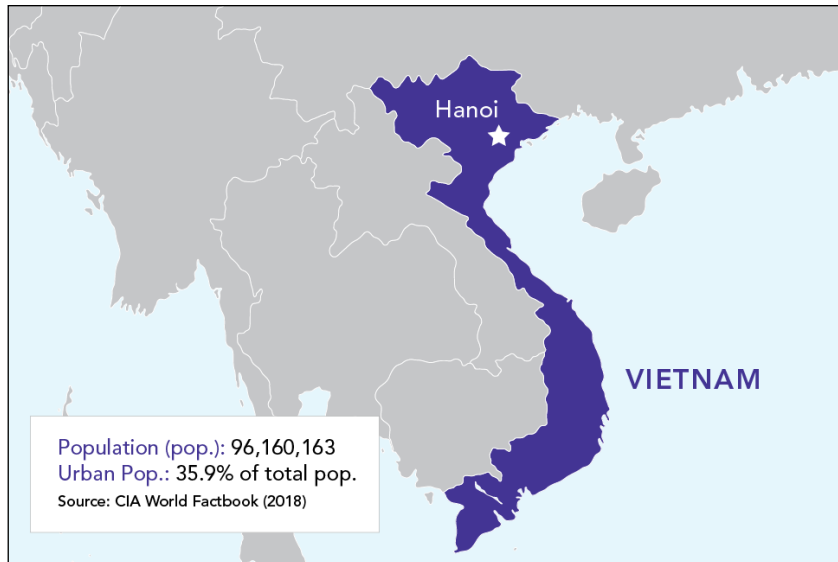 Hanoi
VIETNAM
Population (pop.): 96,160,163
Urban Pop.: 35.9% of total pop.
Source: CIA World Factbook (2018)